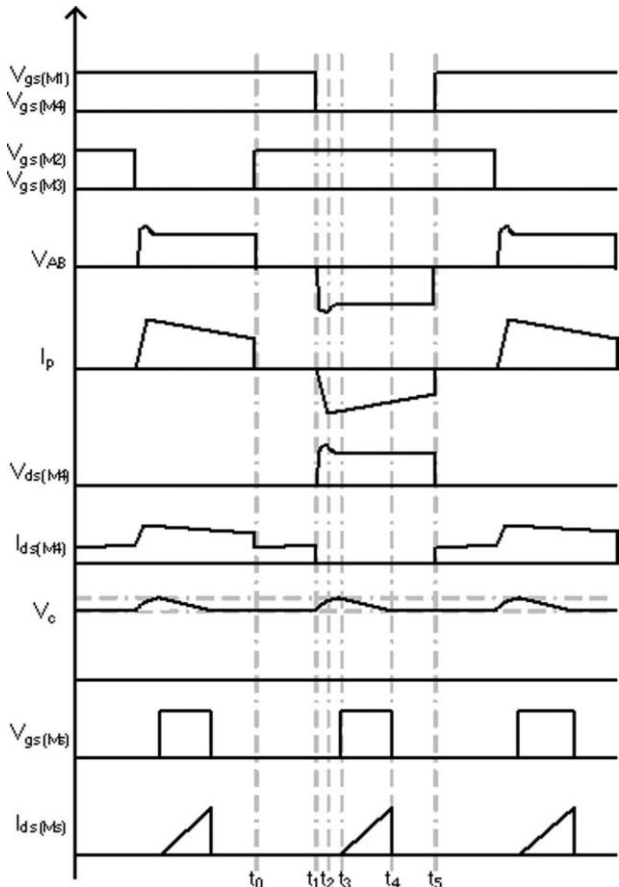 Vgs(M1)
Vgs(M4)
Vgs(M2)
Vgs(M3)
VAB
Ip
Vds(M4)
Ids(M4)
Vc
Vgs(Ms)
Ids(Ms)
t0 t1 t2 t3 t4 t5